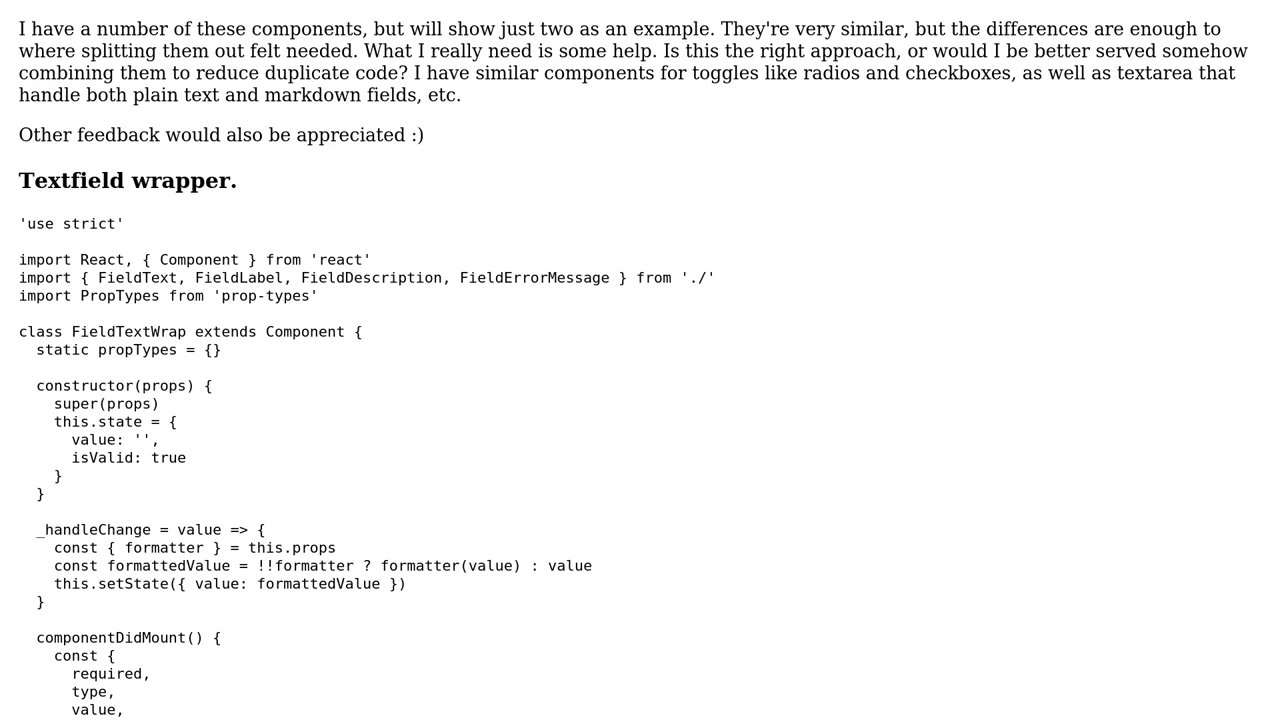 I have a number of these components, but will show just two as an example. They're very similar, but the differences are enough to
where splitting them out felt needed. What I really need is some help. Is this the right approach, or would I be better served somehow
combining them to reduce duplicate code? I have similar components for toggles like radios and checkboxes, as well as textarea that
handle both plain text and markdown fields, etc.
Other feedback would also be appreciated :)
Textfield wrapper.
'use strict'
import React, { Component } from 'react'
import { FieldText, FieldLabel, FieldDescription, FieldErrorMessage } from './'
import PropTypes from 'prop-types'
class FieldTextWrap extends Component {
  static propTypes = {}
  constructor(props) {
    super(props)
    this.state = {
      value: '',
      isValid: true
    }
  }
  _handleChange = value => {
    const { formatter } = this.props
    const formattedValue = !!formatter ? formatter(value) : value
    this.setState({ value: formattedValue })
  }
  componentDidMount() {
    const {
      required,
      type,
      value,